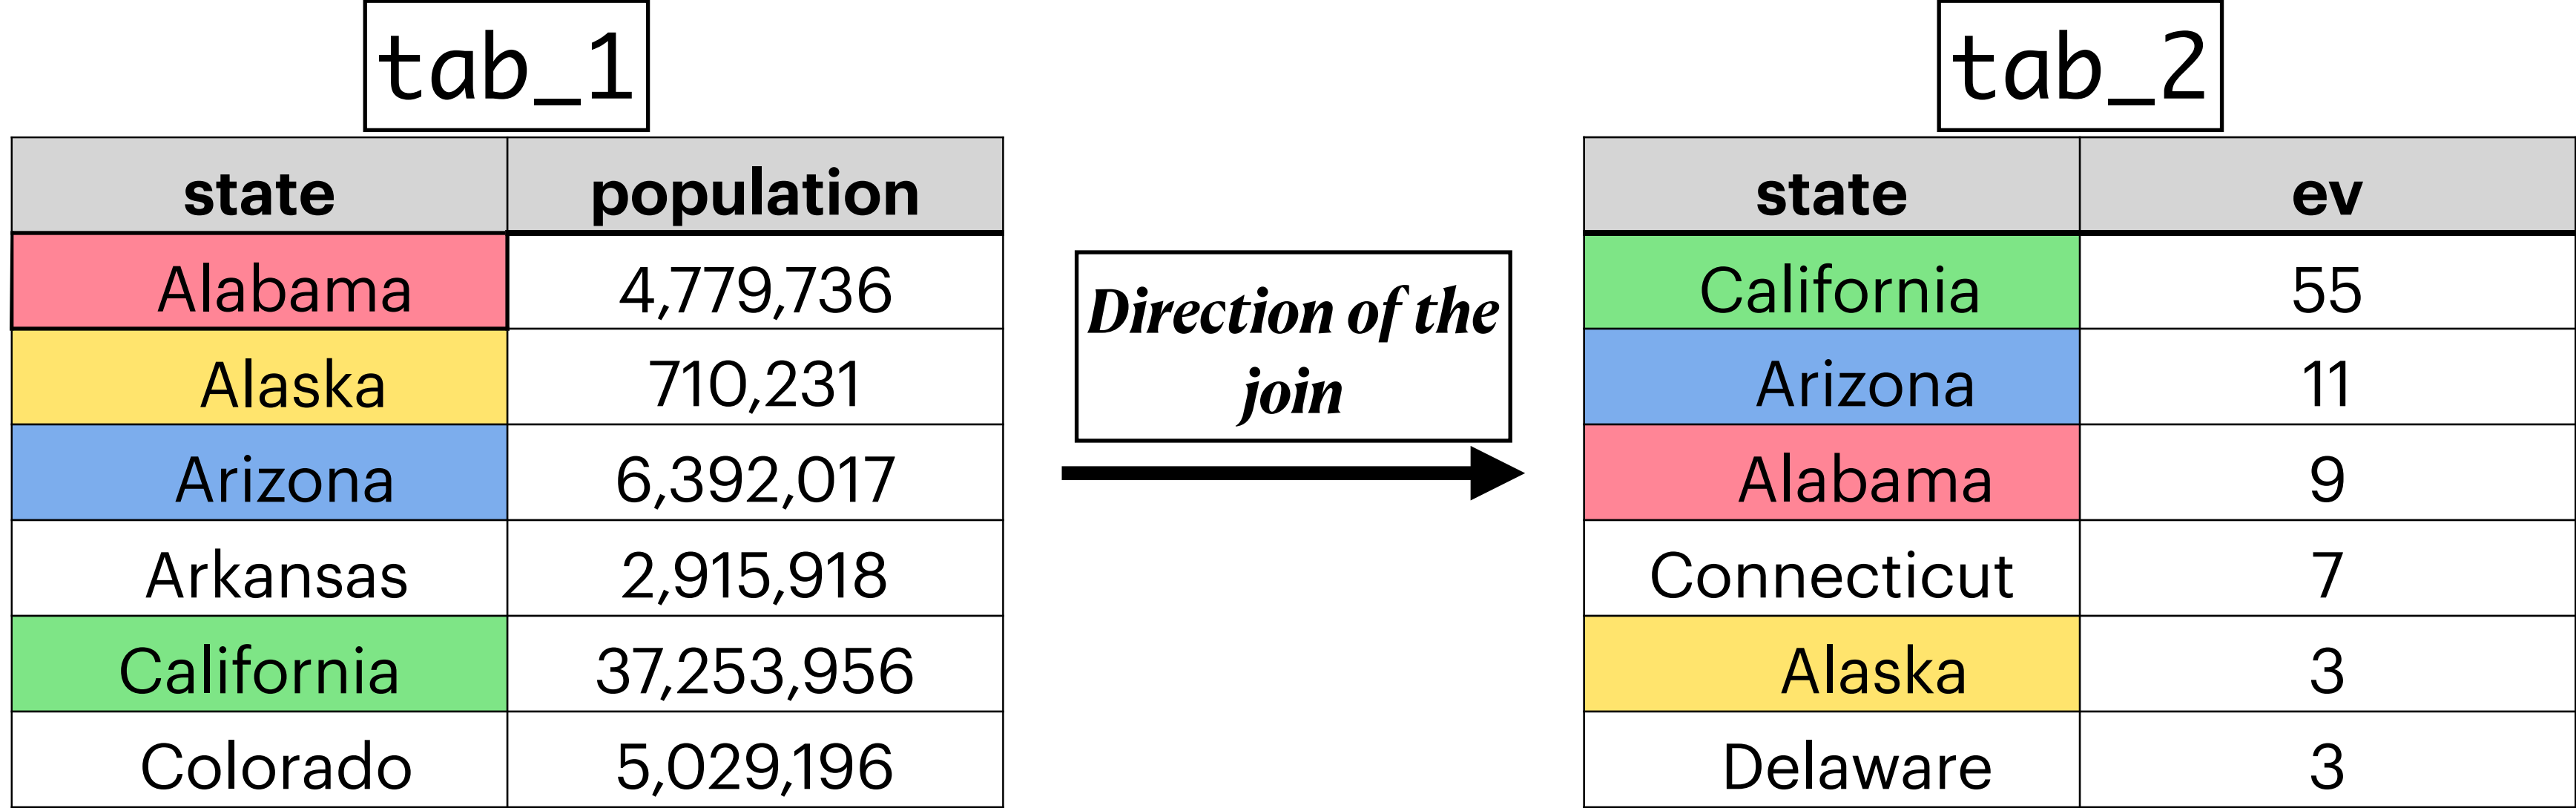 tab_1
state population
Alabama 4,779,736
Alaska 710,231
Arizona 6,392,017
Arkansas 2,915,918
California 37,253,956
Colorado 5,029,196
Direction of the
join
tab_2
state ev
California 55
Arizona 11
Alabama 9
Connecticut 7
Alaska 3
Delaware 3